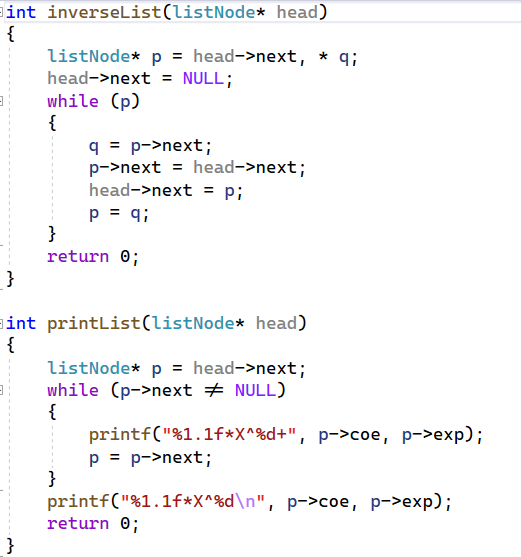 int inverseList(listNode* head)
{
    listNode* p = head->next, * q;
    head->next = NULL;
    while (p)
    {
        q = p->next;
        p->next = head->next;
        head->next = p;
        p = q;
    }
    return 0;
}

int printList(listNode* head)
{
    listNode* p = head->next;
    while (p->next != NULL)
    {
        printf("%1.1f*X^%d+", p->coe, p->exp);
        p = p->next;
    }
    printf("%1.1f*X^%d\n", p->coe, p->exp);
    return 0;
}